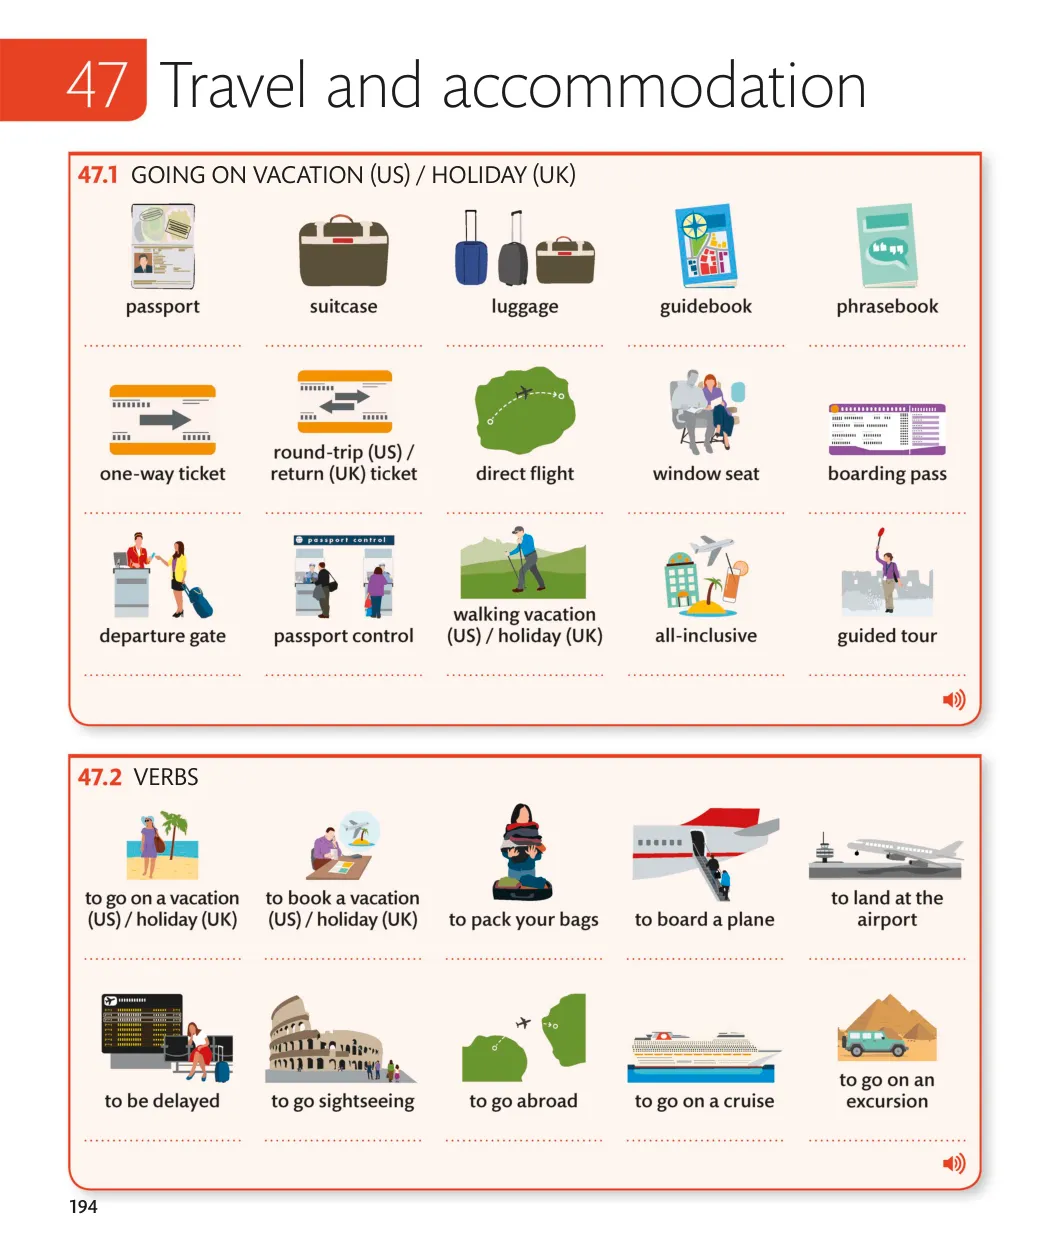 47 Travel and accommodation
47.1 GOING ON VACATION (US) / HOLIDAY (UK)
passport
suitcase
luggage
guidebook
phrasebook
one-way ticket
round-trip (US) /
return (UK) ticket
direct flight
window seat
boarding pass
departure gate
passport control
passport control
walking vacation
(US) / holiday (UK)
all-inclusive
guided tour
47.2 VERBS
to go on a vacation
(US) / holiday (UK)
to book a vacation
(US) / holiday (UK)
to pack your bags
to board a plane
to land at the
airport
to be delayed
to go sightseeing
to go abroad
to go on a cruise
to go on an
excursion
194